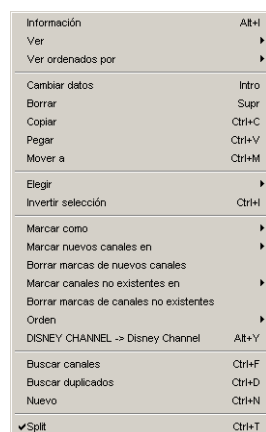 Información Alt+I
Ver
Ver ordenados por
Cambiar datos Intro
Borrar Supr
Copiar Ctrl+C
Pegar Ctrl+V
Mover a Ctrl+M
Elegir
Invertir selección Ctrl+I
Marcar como
Marcar nuevos canales en
Borrar marcas de nuevos canales
Marcar canales no existentes en
Borrar marcas de canales no existentes
Orden
DISNEY CHANNEL -> Disney Channel Alt+Y
Buscar canales Ctrl+F
Buscar duplicados Ctrl+D
Nuevo Ctrl+N
Split Ctrl+T